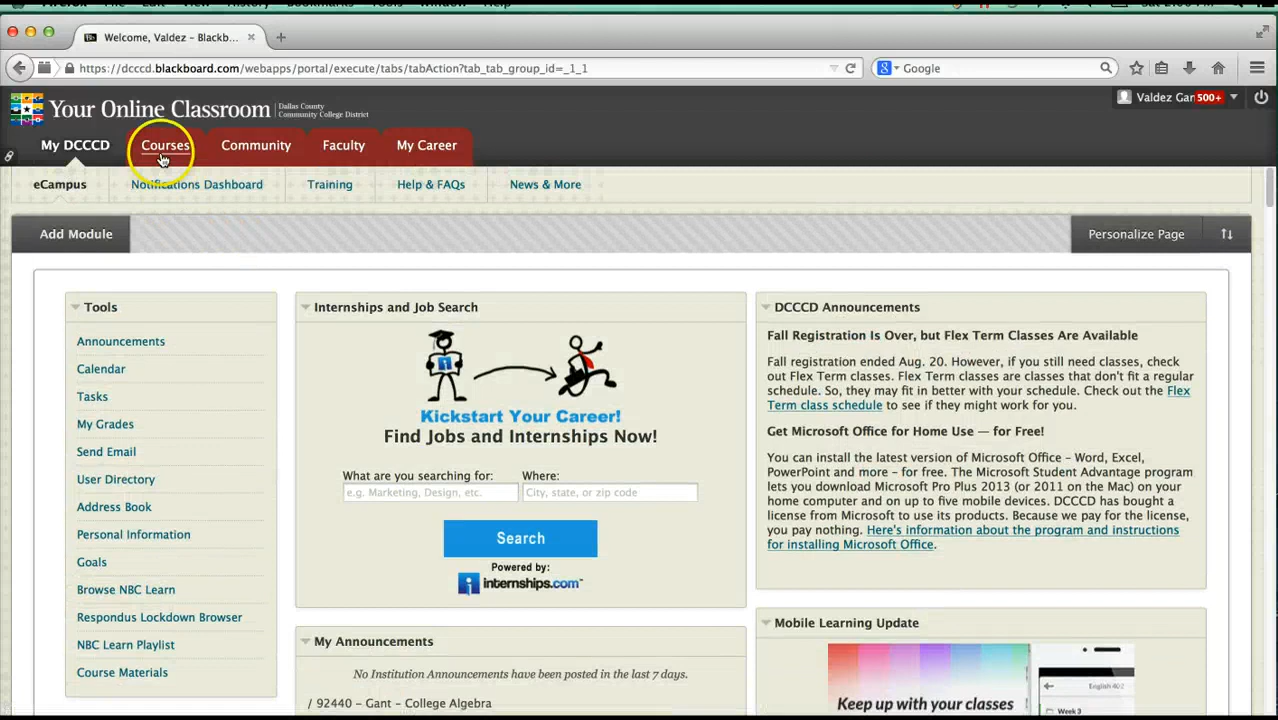 Welcome, Valdez - Blackb...
https://dcccd.blackboard.com/webapps/portal/execute/tabs/tabAction?tab_tab_group_id=_1_1
Google
Your Online Classroom
Dallas County
Community College District
Valdez Gan 500+
My DCCCD Courses Community Faculty My Career
eCampus Notifications Dashboard Training Help & FAQs News & More
Add Module
Personalize Page
Tools
Announcements
Calendar
Tasks
My Grades
Send Email
User Directory
Address Book
Personal Information
Goals
Browse NBC Learn
Respondus Lockdown Browser
NBC Learn Playlist
Course Materials
Internships and Job Search
Kickstart Your Career!
Find Jobs and Internships Now!
What are you searching for: Where:
e.g. Marketing, Design, etc. City, state, or zip code
Search
Powered by:
internships.com™
My Announcements
No Institution Announcements have been posted in the last 7 days.
/ 92440 - Gant - College Algebra
DCCCD Announcements
Fall Registration Is Over, but Flex Term Classes Are Available
Fall registration ended Aug. 20. However, if you still need classes, check
out Flex Term classes. Flex Term classes are classes that don't fit a regular
schedule. So, they may fit in better with your schedule. Check out the Flex
Term class schedule to see if they might work for you.
Get Microsoft Office for Home Use — for Free!
You can install the latest version of Microsoft Office - Word, Excel,
PowerPoint and more - for free. The Microsoft Student Advantage program
lets you download Microsoft Pro Plus 2013 (or 2011 on the Mac) on your
home computer and on up to five mobile devices. DCCCD has bought a
license from Microsoft to use its products. Because we pay for the license,
you pay nothing. Here's information about the program and instructions
for installing Microsoft Office.
Mobile Learning Update
Keep up with your classes
English 402
Week 3